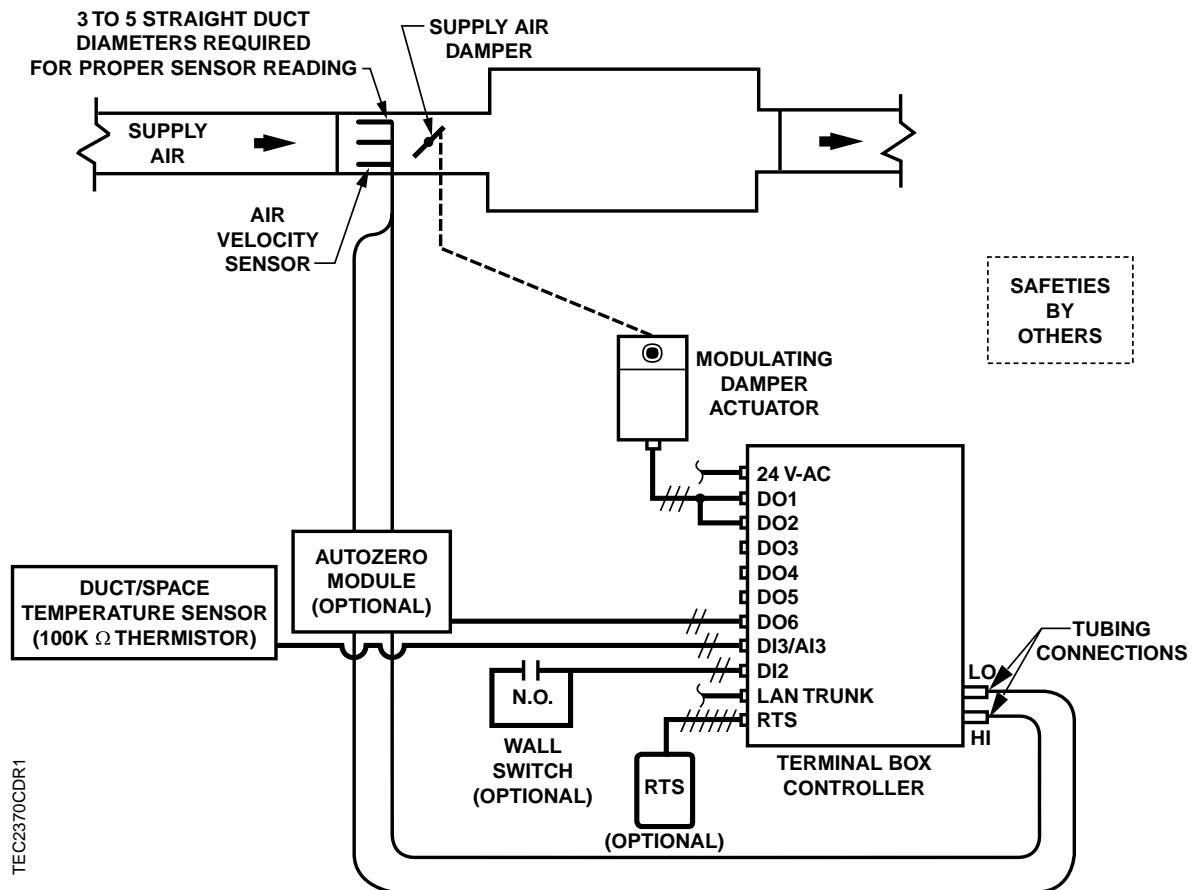 3 TO 5 STRAIGHT DUCT
DIAMETERS REQUIRED
FOR PROPER SENSOR READING
SUPPLY AIR
DAMPER
SUPPLY
AIR
AIR
VELOCITY
SENSOR
SAFETIES
BY
OTHERS
MODULATING
DAMPER
ACTUATOR
24 V-AC
DO1
DO2
DO3
DO4
DO5
DO6
DI3/AI3
DI2
LAN TRUNK
RTS
AUTOZERO
MODULE
(OPTIONAL)
DUCT/SPACE
TEMPERATURE SENSOR
(100K Ω THERMISTOR)
TUBING
CONNECTIONS
LO
HI
N.O.
WALL
SWITCH
(OPTIONAL)
RTS
(OPTIONAL)
TERMINAL BOX
CONTROLLER
TEC2370CDR1